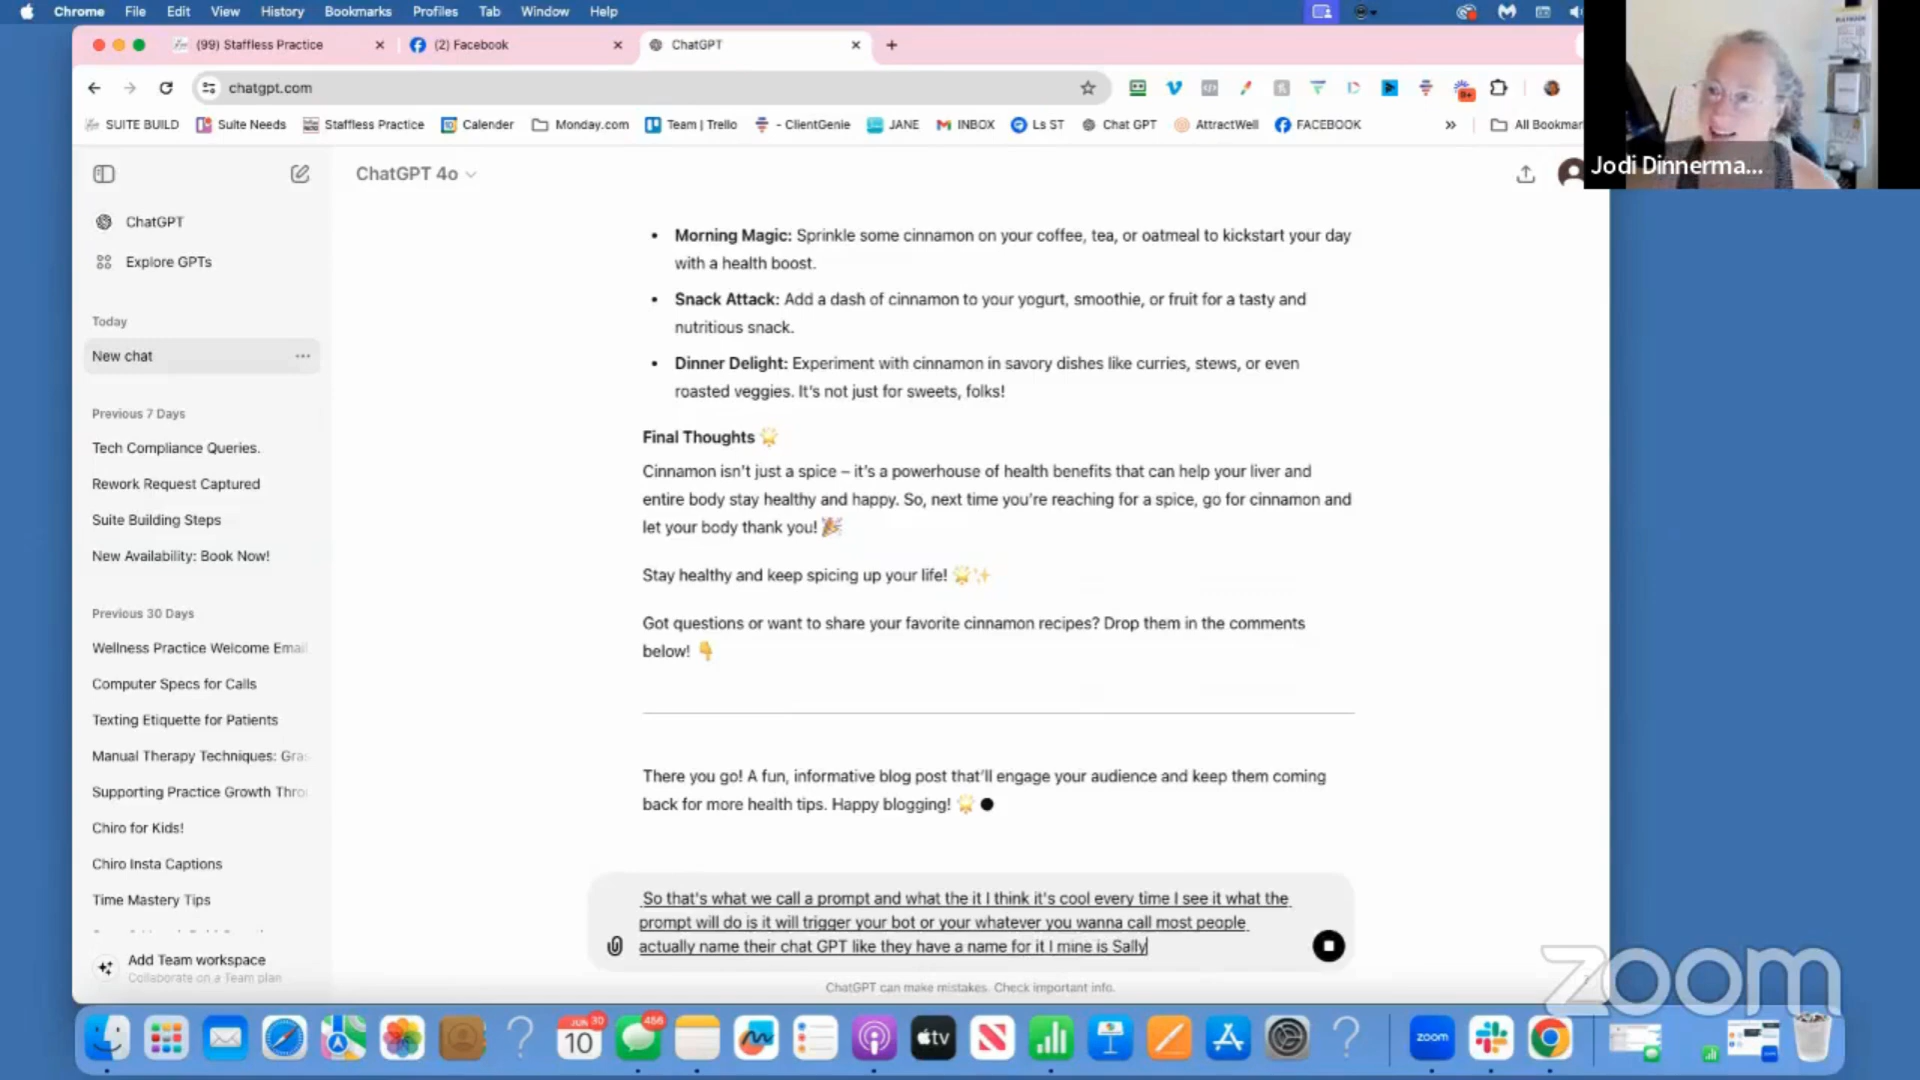 Chrome File Edit View History Bookmarks Profiles Tab Window Help
(99) Staffless Practice
(2) Facebook
ChatGPT
chatgpt.com
SUITE BUILD
Suite Needs
Staffless Practice
Calender
Monday.com
Team | Trello
- ClientGenie
JANE
INBOX
Ls ST
Chat GPT
AttractWell
FACEBOOK
»
All Bookmar
Jodi Dinnerma...
ChatGPT
Explore GPTs
Today
New chat
Previous 7 Days
Tech Compliance Queries.
Rework Request Captured
Suite Building Steps
New Availability: Book Now!
Previous 30 Days
Wellness Practice Welcome Email
Computer Specs for Calls
Texting Etiquette for Patients
Manual Therapy Techniques: Gra
Supporting Practice Growth Thro
Chiro for Kids!
Chiro Insta Captions
Time Mastery Tips
Add Team workspace
Collaborate on a Team plan
ChatGPT 4o
• Morning Magic: Sprinkle some cinnamon on your coffee, tea, or oatmeal to kickstart your day
with a health boost.
• Snack Attack: Add a dash of cinnamon to your yogurt, smoothie, or fruit for a tasty and
nutritious snack.
• Dinner Delight: Experiment with cinnamon in savory dishes like curries, stews, or even
roasted veggies. It's not just for sweets, folks!
Final Thoughts 🌟
Cinnamon isn't just a spice – it's a powerhouse of health benefits that can help your liver and
entire body stay healthy and happy. So, next time you're reaching for a spice, go for cinnamon and
let your body thank you! 🎉
Stay healthy and keep spicing up your life! 🌟✨
Got questions or want to share your favorite cinnamon recipes? Drop them in the comments
below! 👇
There you go! A fun, informative blog post that'll engage your audience and keep them coming
back for more health tips. Happy blogging! 🌟
So that's what we call a prompt and what the it I think it's cool every time I see it what the
prompt will do is it will trigger your bot or your whatever you wanna call most people
actually name their chat GPT like they have a name for it I mine is Sally
ChatGPT can make mistakes. Check important info.
zoom
JUN 30
10
466
tv
zoom